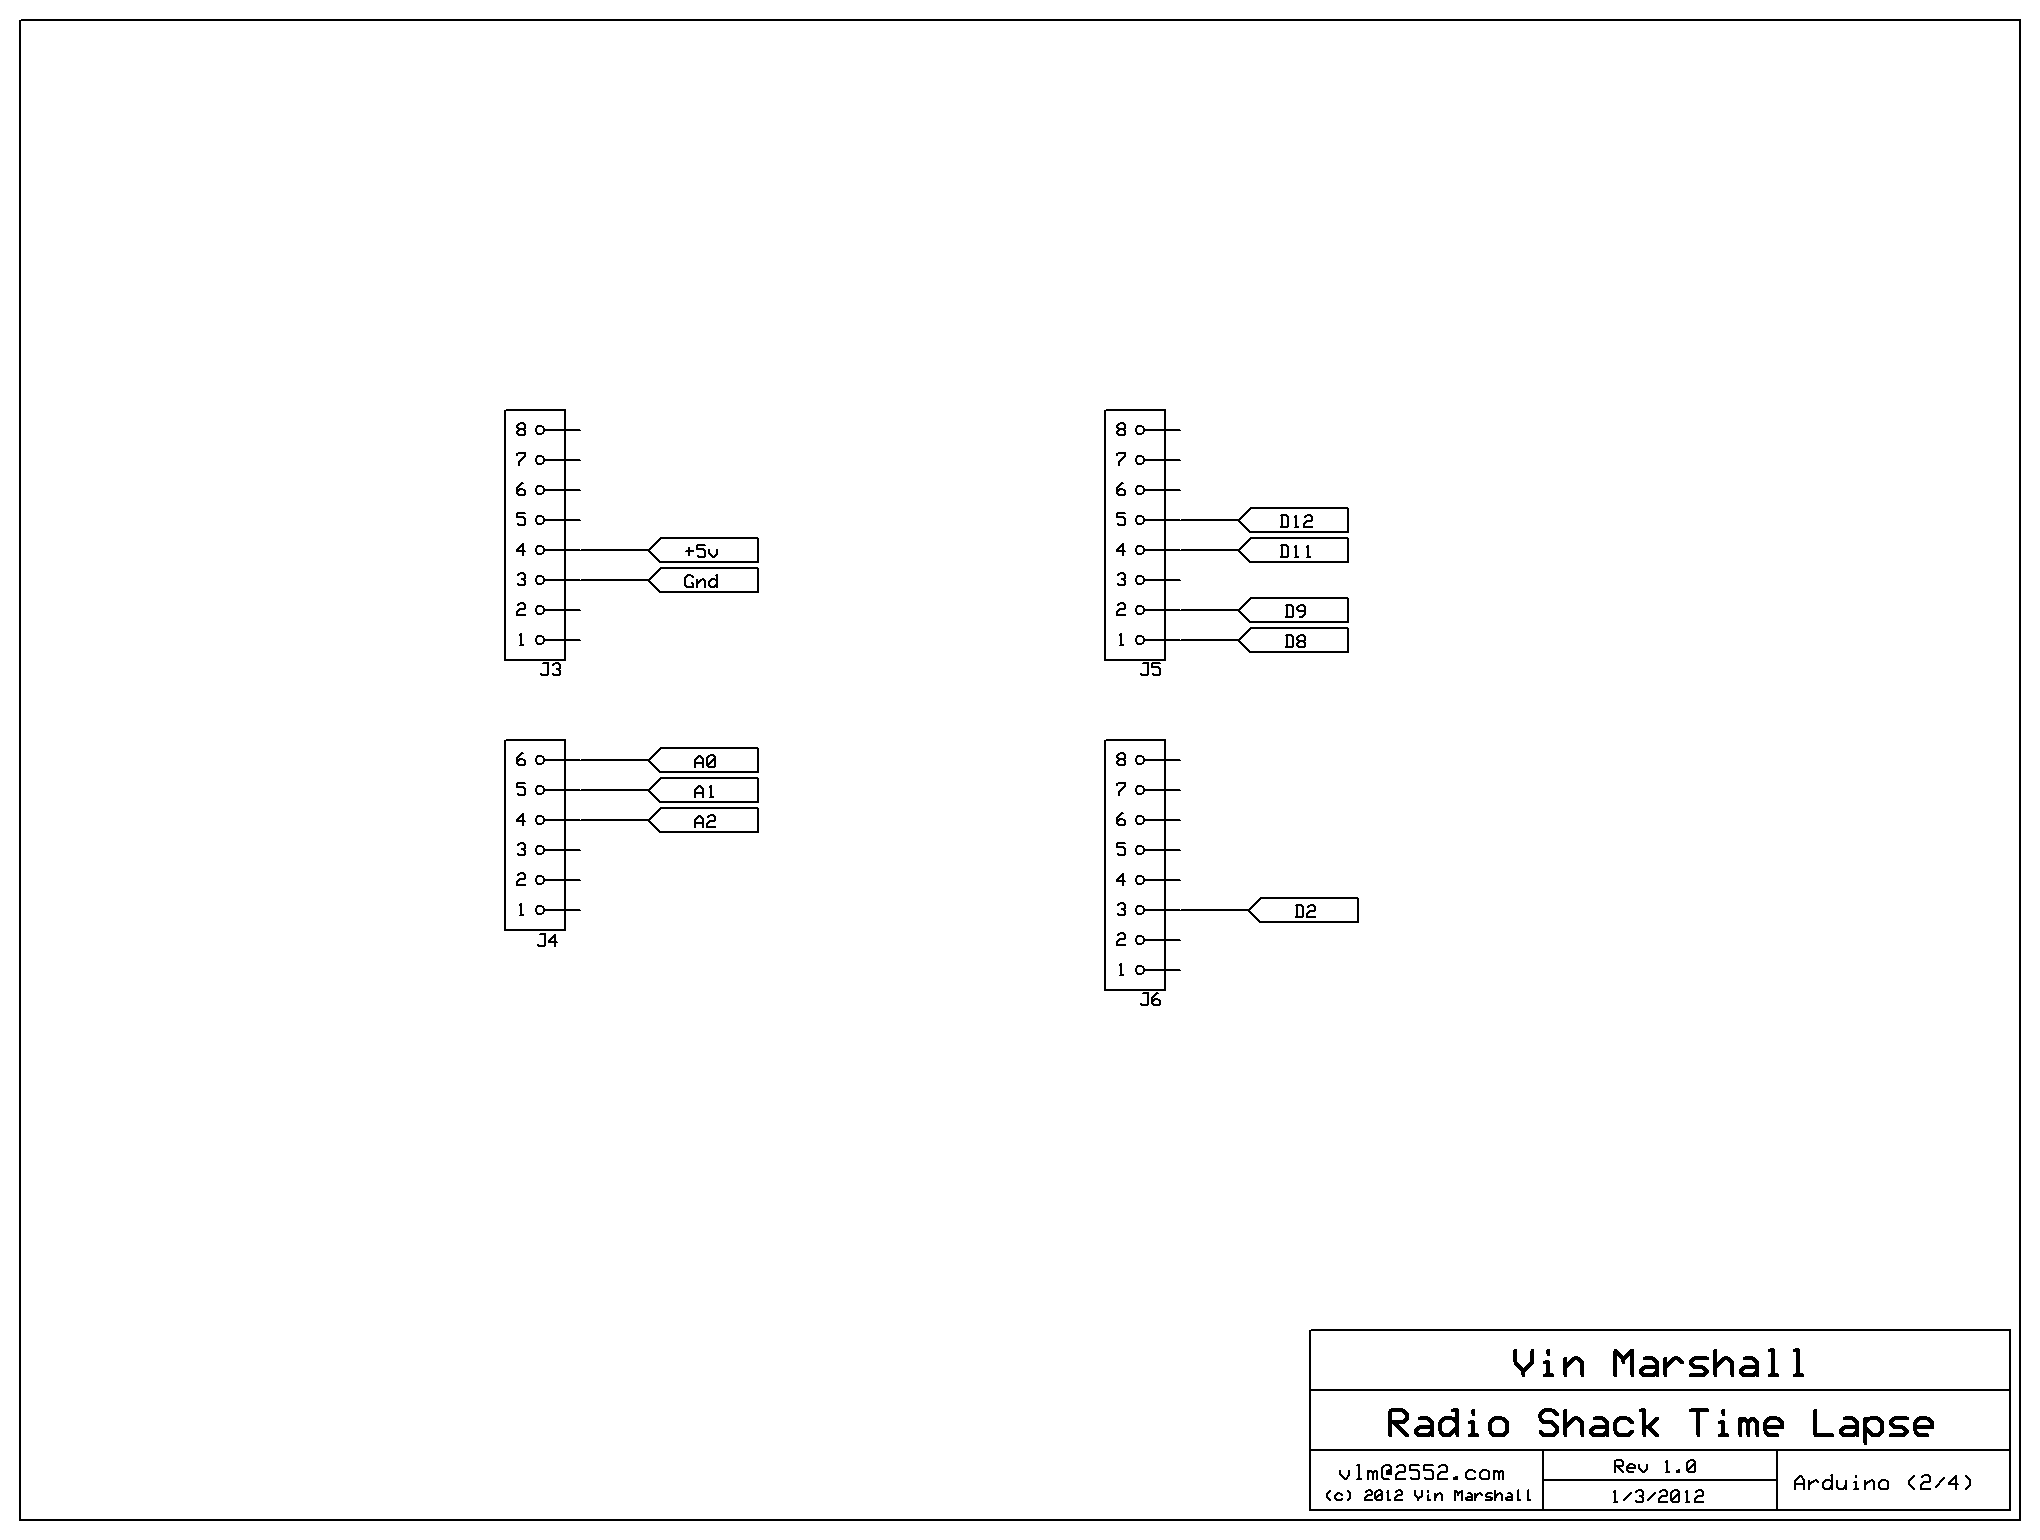 8
7
6
5
4 +5v
3 Gnd
2
1
J3
8
7
6
5 D12
4 D11
3
2 D9
1 D8
J5
6 A0
5 A1
4 A2
3
2
1
J4
8
7
6
5
4
3 D2
2
1
J6
Vin Marshall
Radio Shack Time Lapse
vlm@2552.com
(c) 2012 Vin Marshall
Rev 1.0
1/3/2012
Arduino (2/4)